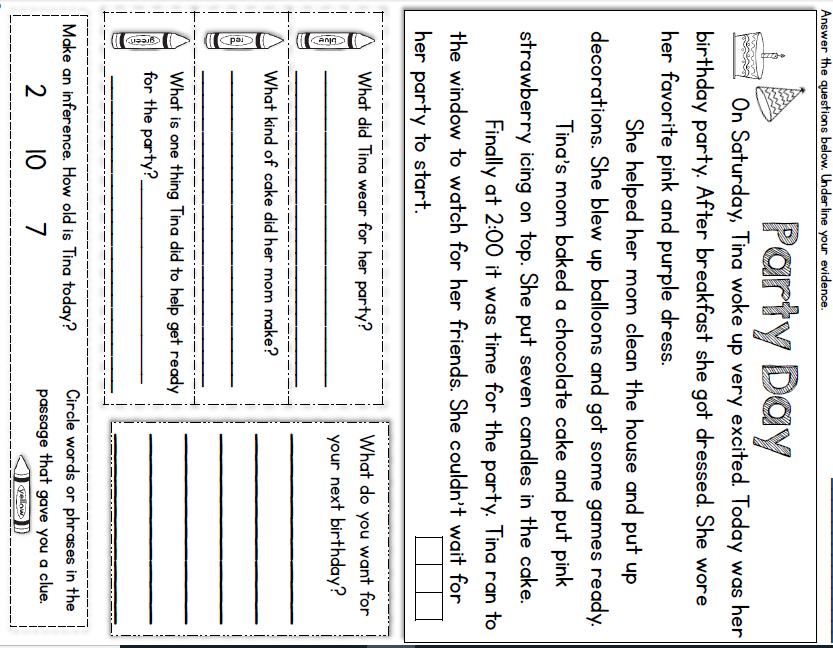 Answer the questions below. Underline your evidence.
Party Day
On Saturday, Tina woke up very excited. Today was her
birthday party. After breakfast she got dressed. She wore
her favorite pink and purple dress.
She helped her mom clean the house and put up
decorations. She blew up balloons and got some games ready.
Tina's mom baked a chocolate cake and put pink
strawberry icing on top. She put seven candles in the cake.
Finally at 2:00 it was time for the party. Tina ran to
the window to watch for her friends. She couldn't wait for
her party to start.
blue
What did Tina wear for her party?
red
What kind of cake did her mom make?
green
What is one thing Tina did to help get ready
for the party?
What do you want for
your next birthday?
Make an inference. How old is Tina today?
2 10 7
Circle words or phrases in the
passage that gave you a clue.
yellow